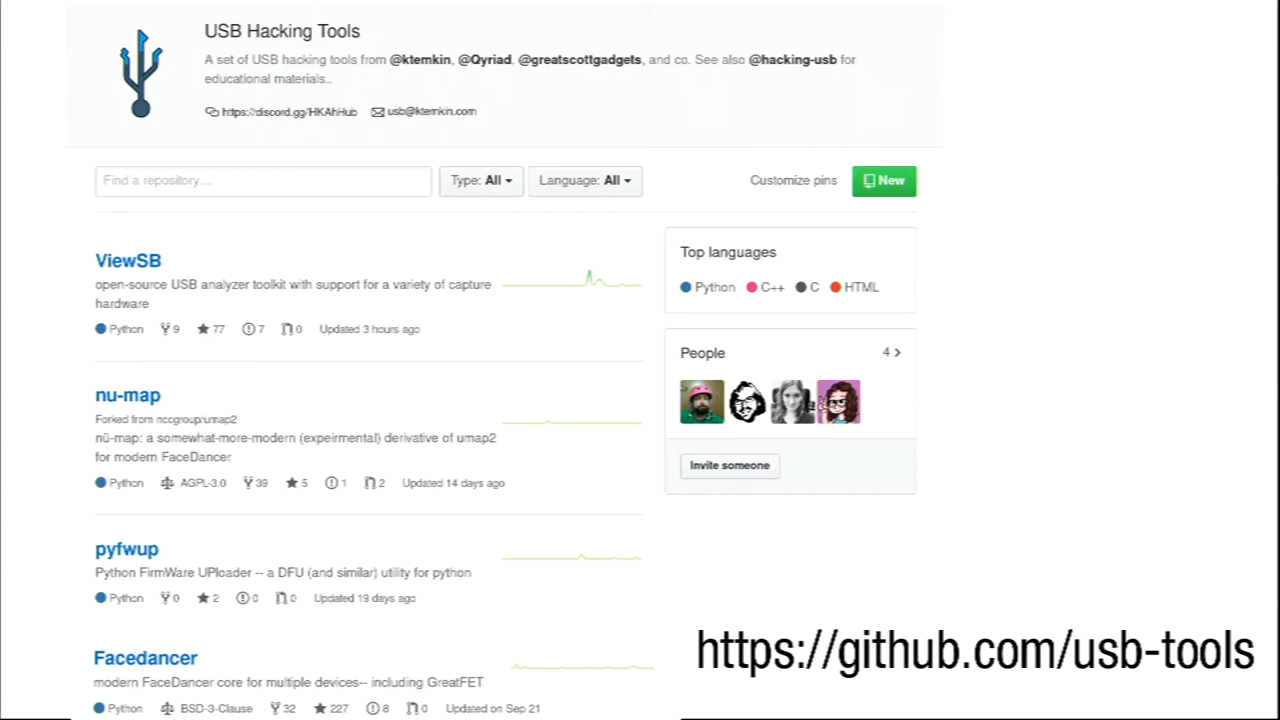 USB Hacking Tools
A set of USB hacking tools from @ktemkin, @Qyriad, @greatscottgadgets, and co. See also @hacking-usb for
educational materials..
https://discord.gg/HKAhHub usb@ktemkin.com
Find a repository…
Type: All
Language: All
Customize pins
New
ViewSB
open-source USB analyzer toolkit with support for a variety of capture
hardware
Python 9 77 7 0 Updated 3 hours ago
nu-map
Forked from nccgroup/umap2
nü-map: a somewhat-more-modern (expeirmental) derivative of umap2
for modern FaceDancer
Python AGPL-3.0 39 5 1 2 Updated 14 days ago
pyfwup
Python FirmWare UPloader -- a DFU (and similar) utility for python
Python 0 2 0 0 Updated 19 days ago
Facedancer
modern FaceDancer core for multiple devices-- including GreatFET
Python BSD-3-Clause 32 227 8 0 Updated on Sep 21
Top languages
Python C++ C HTML
People 4
Invite someone
https://github.com/usb-tools